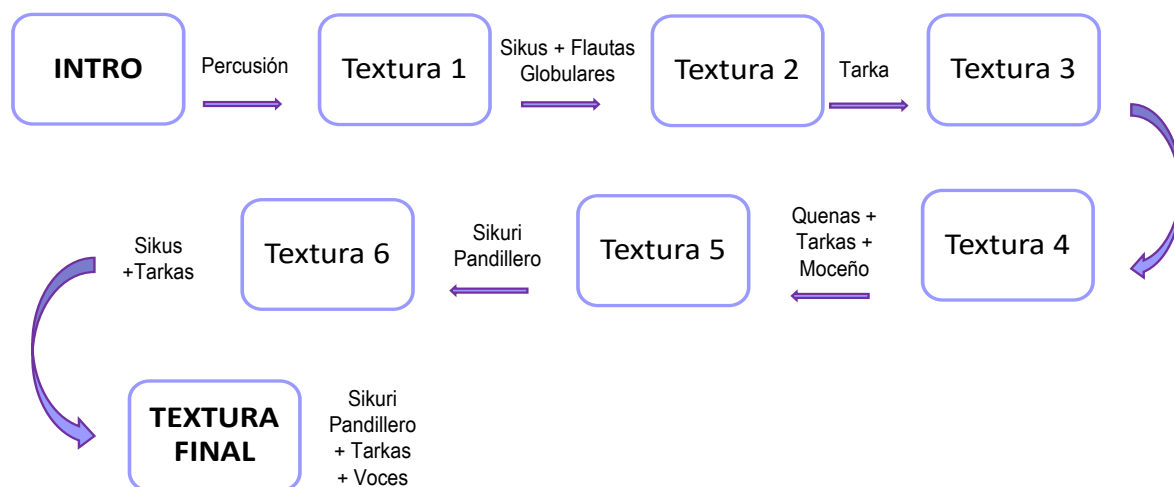 INTRO
Percusión
Textura 1
Sikus + Flautas
Globulares
Textura 2
Tarka
Textura 3
Textura 4
Quenas +
Tarkas +
Moceño
Textura 5
Sikuri
Pandillero
Textura 6
Sikus
+Tarkas
TEXTURA
FINAL
Sikuri
Pandillero
+ Tarkas
+ Voces